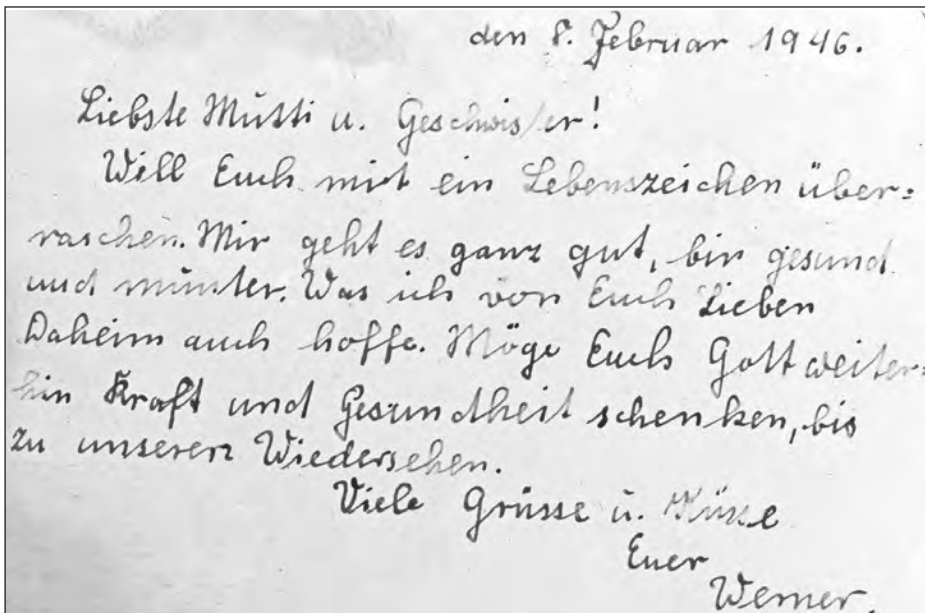 den 8. Februar 1946.
Liebste Mutti u. Geschwister!
Will Euch mit ein Lebenszeichen über=
raschen. Mir geht es ganz gut, bin gesund
und munter. Was ich von Euch Lieben
Daheim auch hoffe. Möge Euch Gott weiter=
hin Kraft und Gesundheit schenken, bis
zu unseren Wiedersehen.
Viele Grüsse u. Küsse
Euer
Werner.